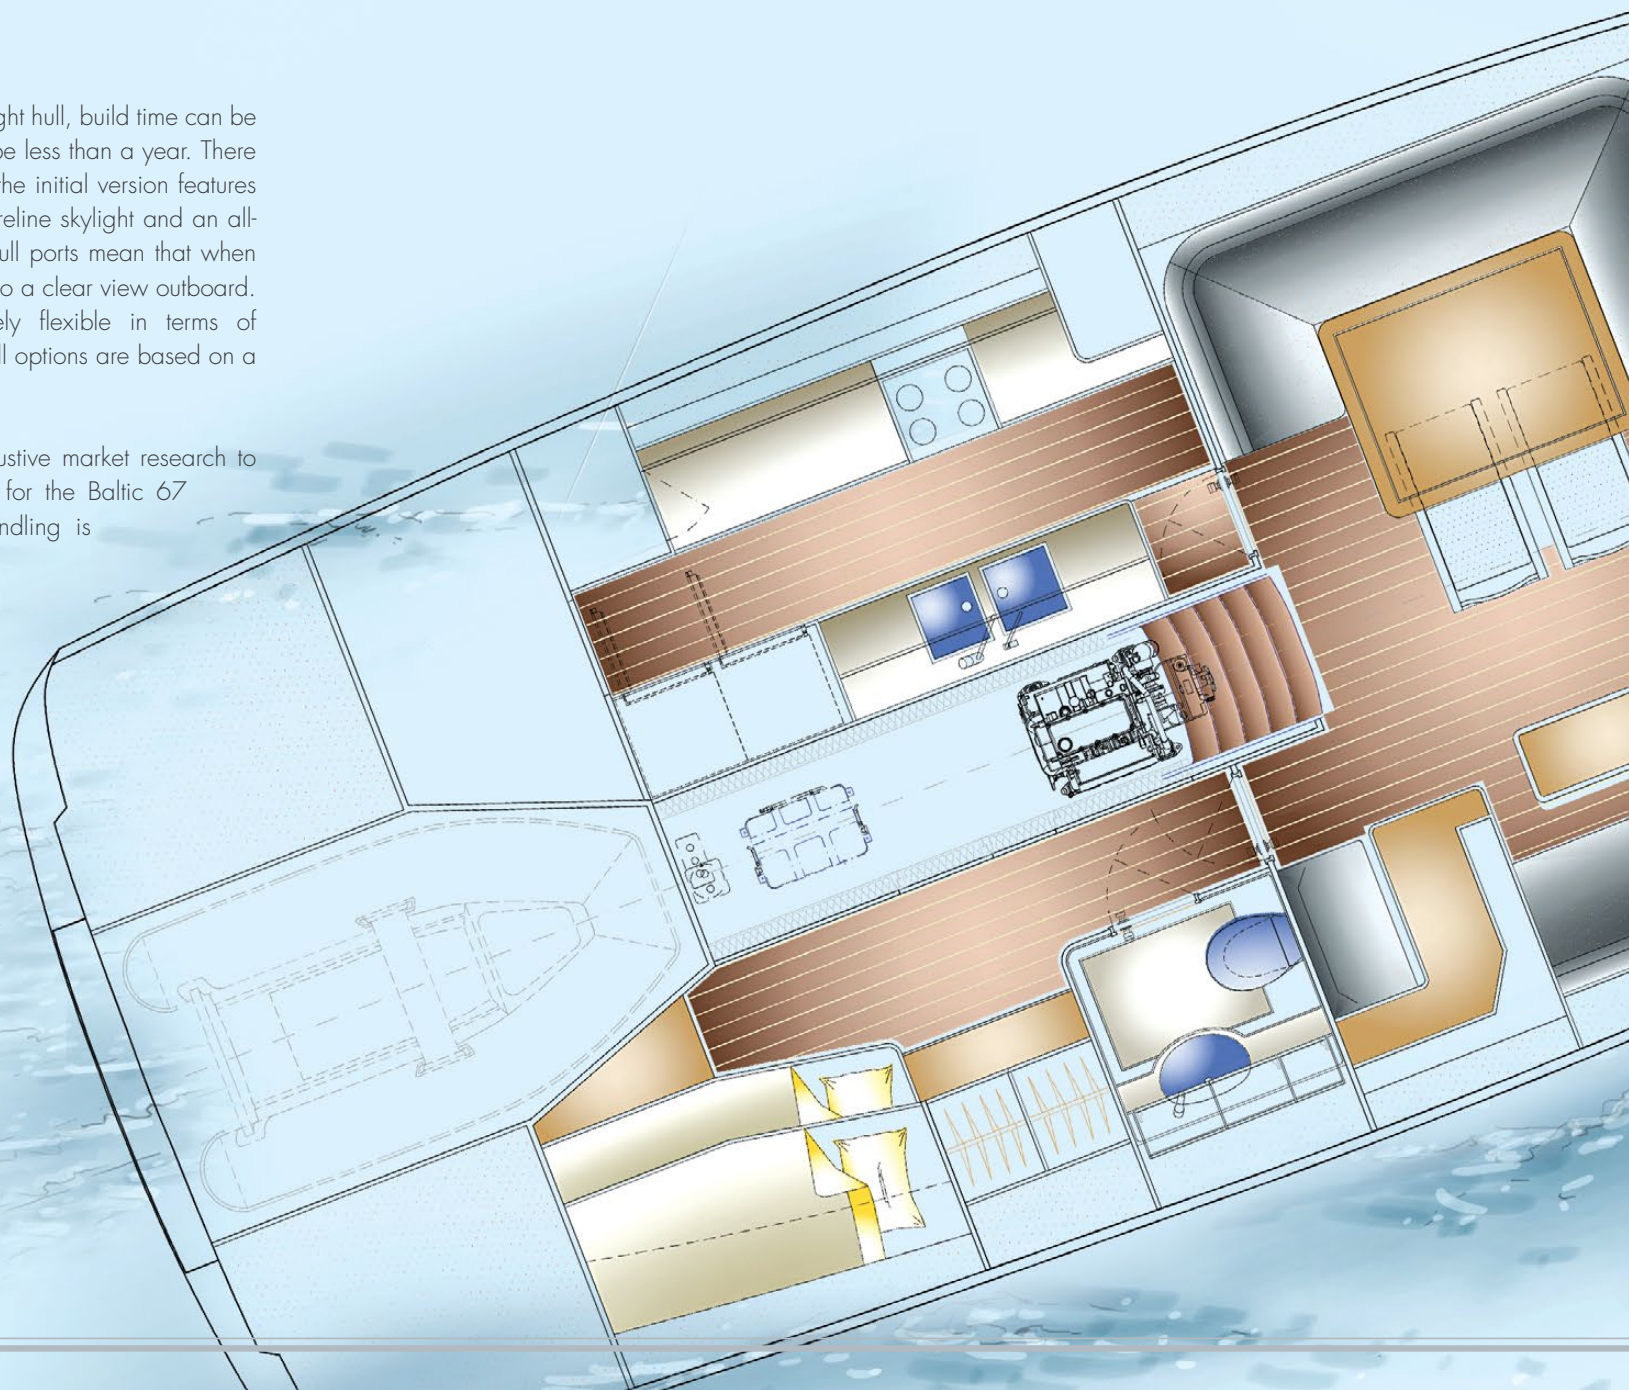 ght hull, build time can be
be less than a year. There
the initial version features
reline skylight and an all-
ull ports mean that when
o a clear view outboard.
ely flexible in terms of
ll options are based on a
ustive market research to
for the Baltic 67
ndling is